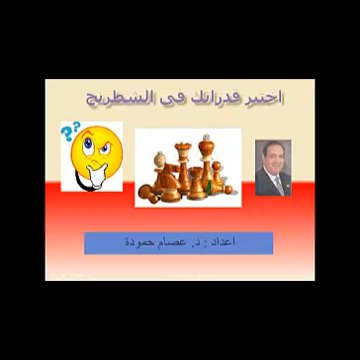 اختبر قدراتك في الشطرنج
??
اعداد : د. عصام حمودة